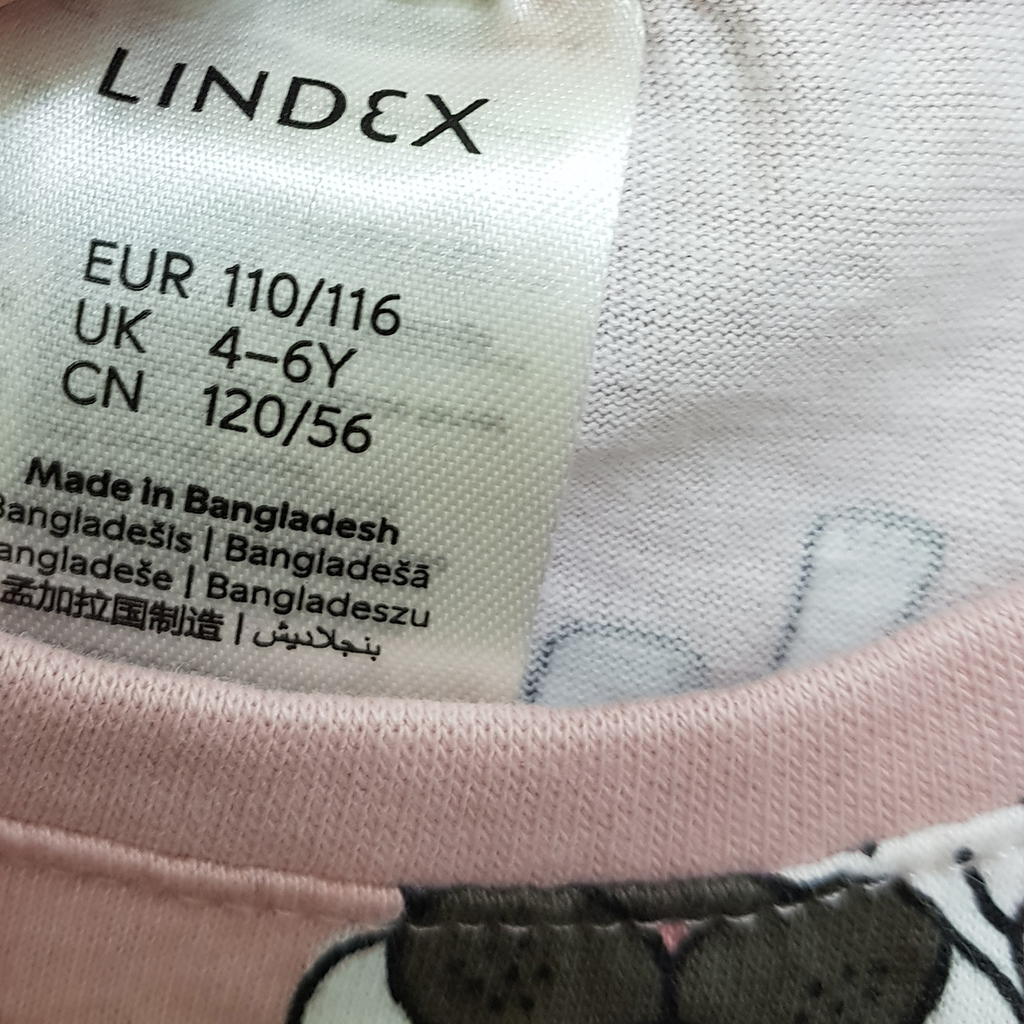 LINDEX
EUR 110/116
UK 4–6Y
CN 120/56
Made in Bangladesh
Bangladešis | Bangladešā
Bangladeše | Bangladeszu
孟加拉国制造 | بنجلاديش